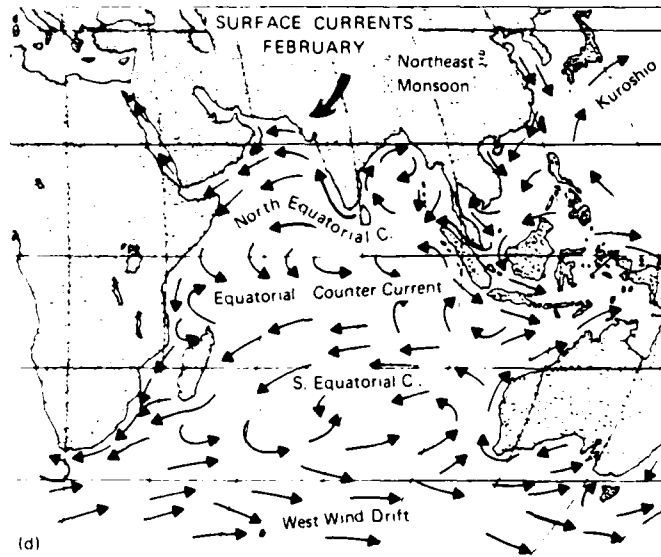 SURFACE CURRENTS
FEBRUARY
Northeast
Monsoon
Kuroshio
North Equatorial C.
Equatorial Counter Current
S. Equatorial C.
West Wind Drift
(d)